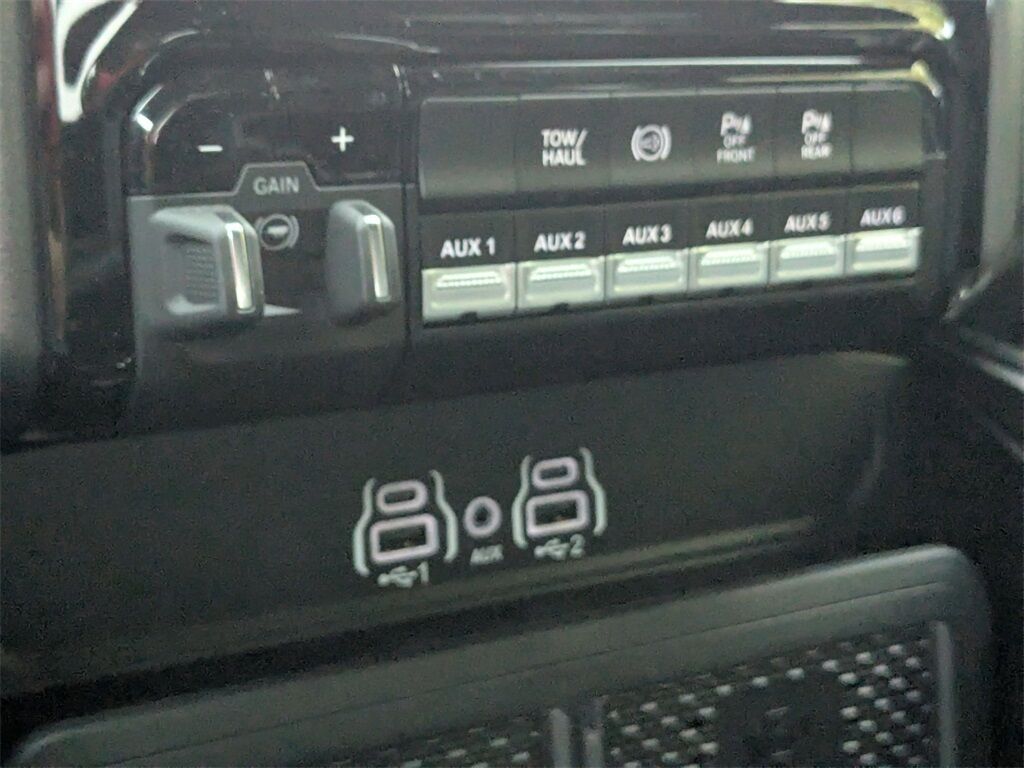 − +
GAIN
TOW/
HAUL
P OFF
FRONT
P OFF
REAR
AUX 1 AUX 2 AUX 3 AUX 4 AUX 5 AUX 6
1 AUX 2